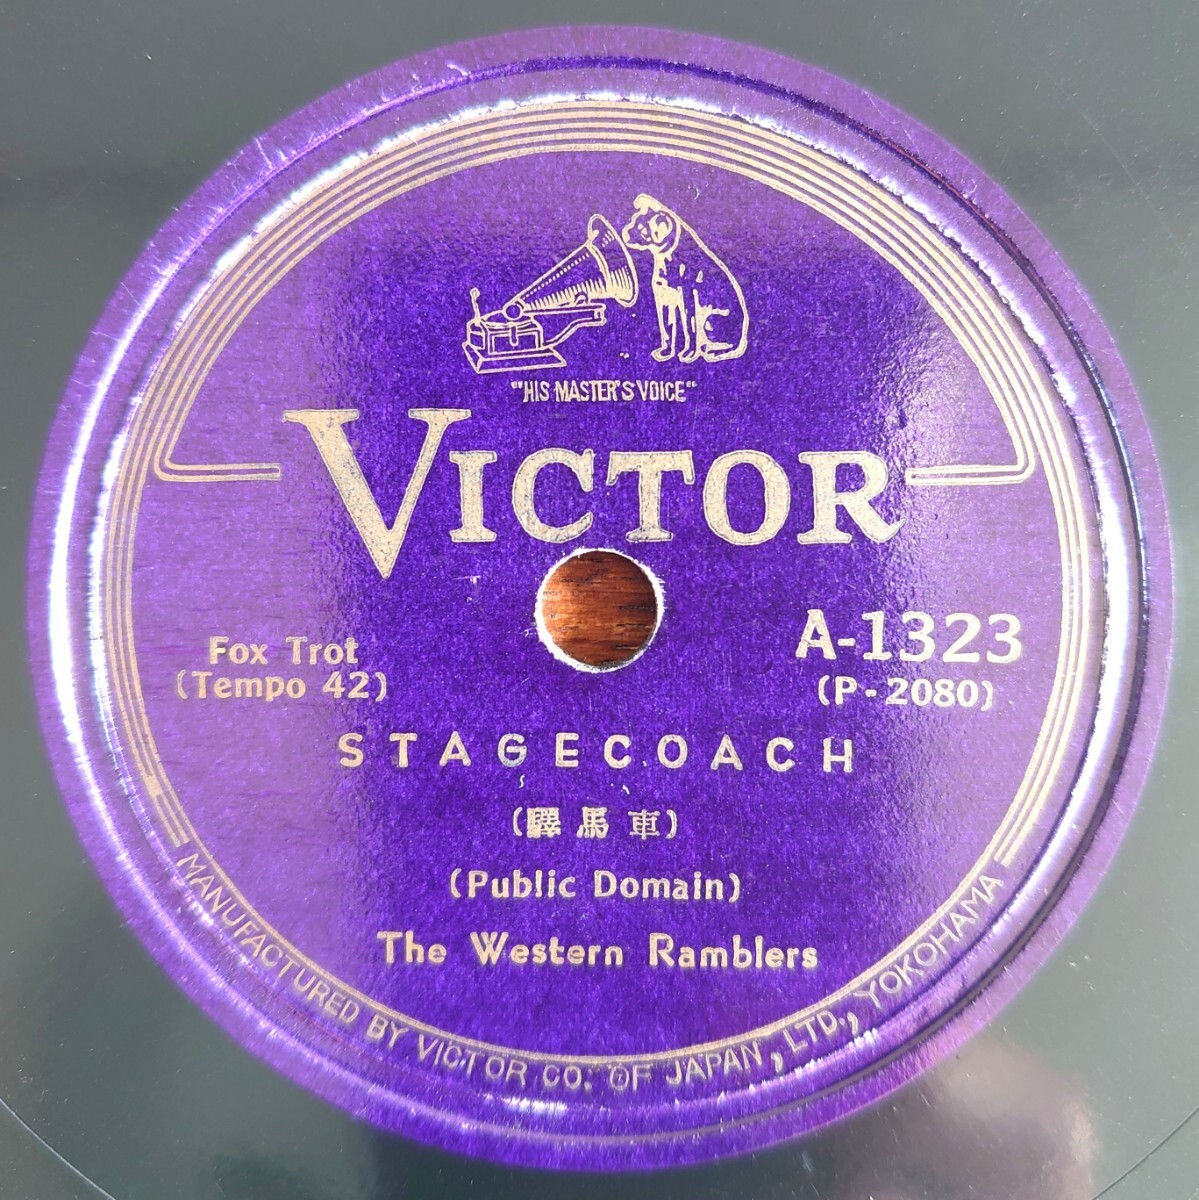 "HIS MASTER'S VOICE"
VICTOR
Fox Trot
(Tempo 42)
A-1323
(P-2080)
STAGECOACH
(驛馬車)
(Public Domain)
The Western Ramblers
MANUFACTURED BY VICTOR CO. OF JAPAN, LTD., YOKOHAMA